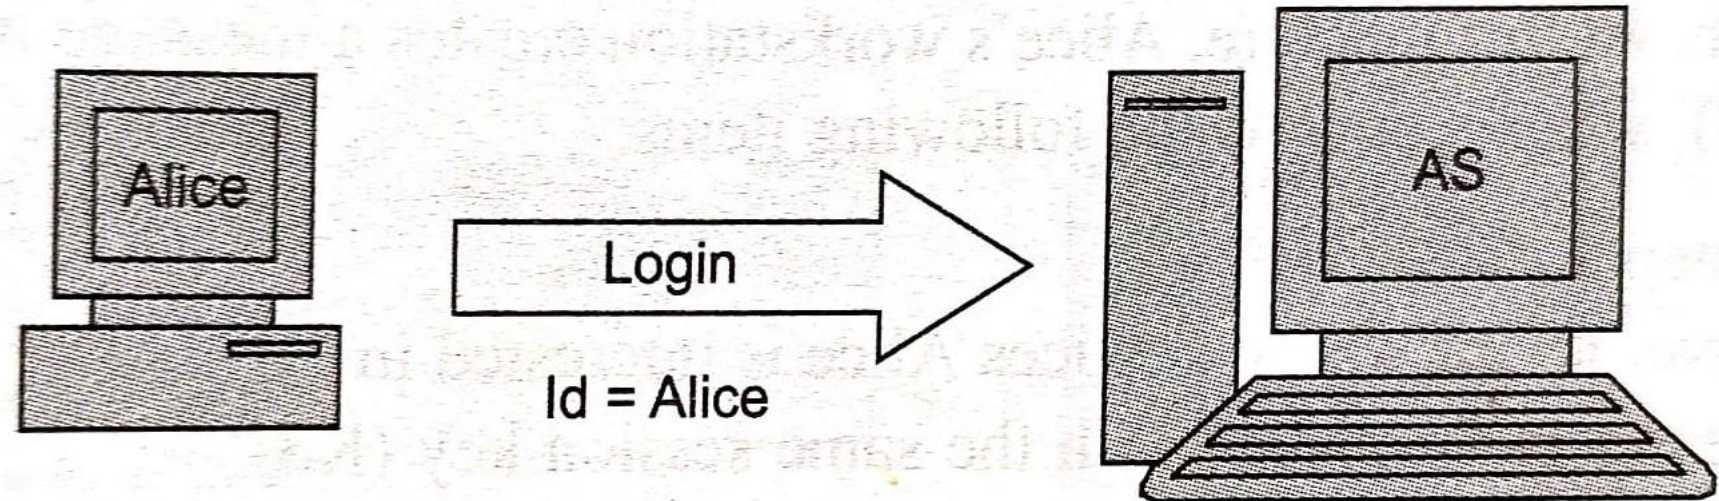 Alice
AS
Login
Id = Alice